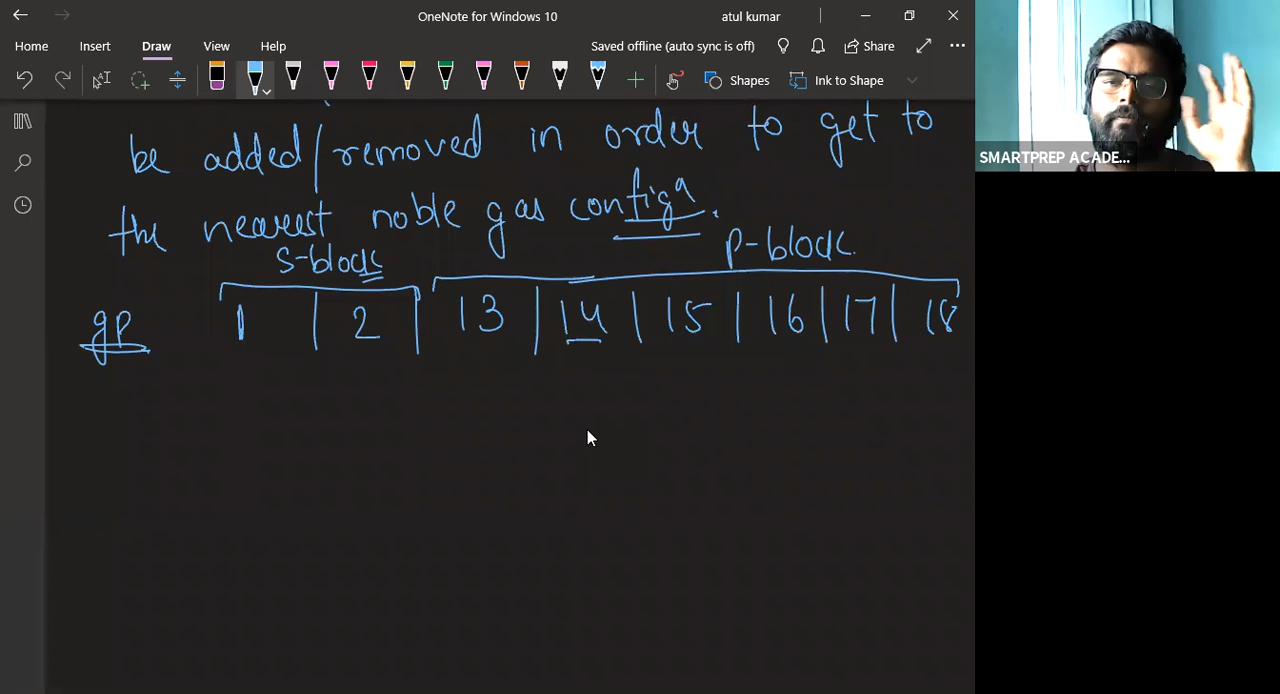 OneNote for Windows 10
atul kumar
Home Insert Draw View Help
Saved offline (auto sync is off)
Share
Shapes
Ink to Shape
SMARTPREP ACADE...
be added/removed in order to get to
the nearest noble gas configⁿ.
s-block
p-block
gp 1 | 2 | 13 | 14 | 15 | 16 | 17 | 18